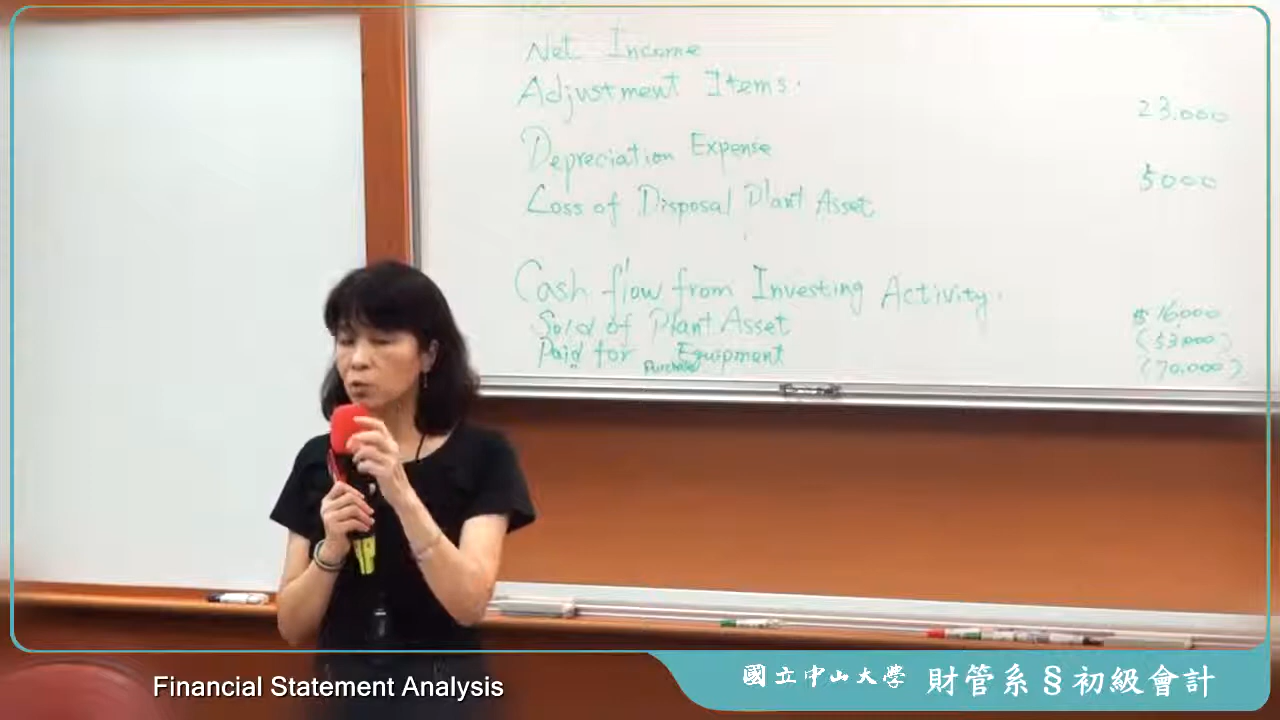 Net Income
Adjustment Items:
23.000
Depreciation Expense
5000
Loss of Disposal Plant Asset
Cash flow from Investing Activity.
Sold of Plant Asset $16000
Paid for Purchase Equipment (53,000)
(70.000)
Financial Statement Analysis
國立中山大學 財管系§初級會計